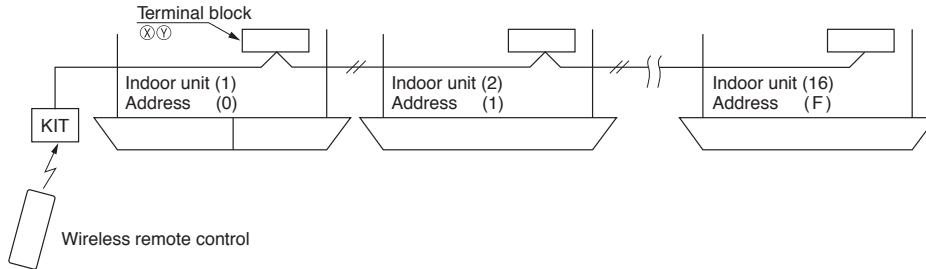 Terminal block
Ⓧ Ⓨ
Indoor unit (1)
Address (0)
Indoor unit (2)
Address (1)
Indoor unit (16)
Address (F)
KIT
Wireless remote control